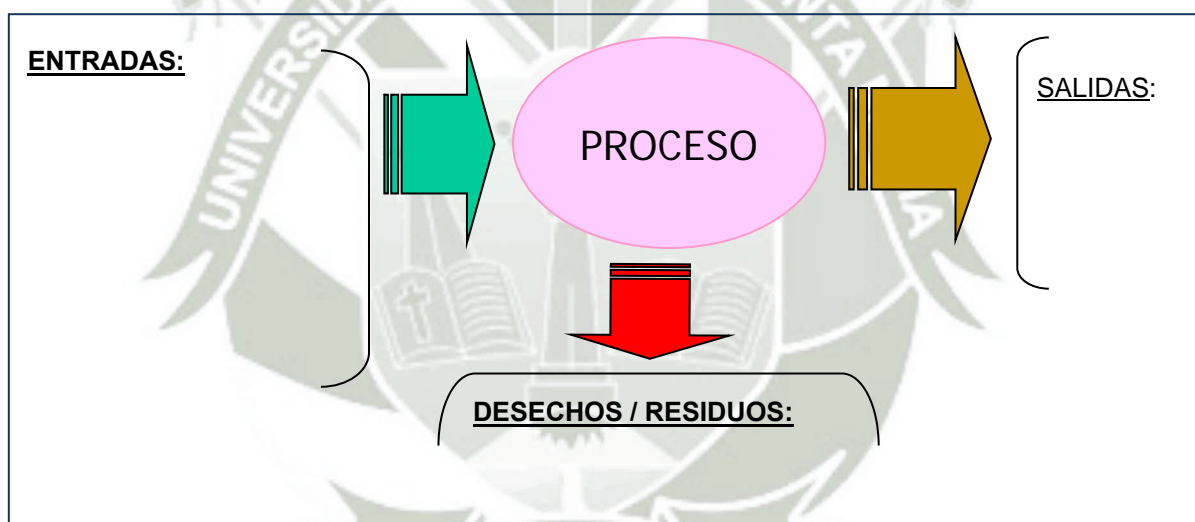 ENTRADAS:
PROCESO
SALIDAS:
DESECHOS / RESIDUOS: